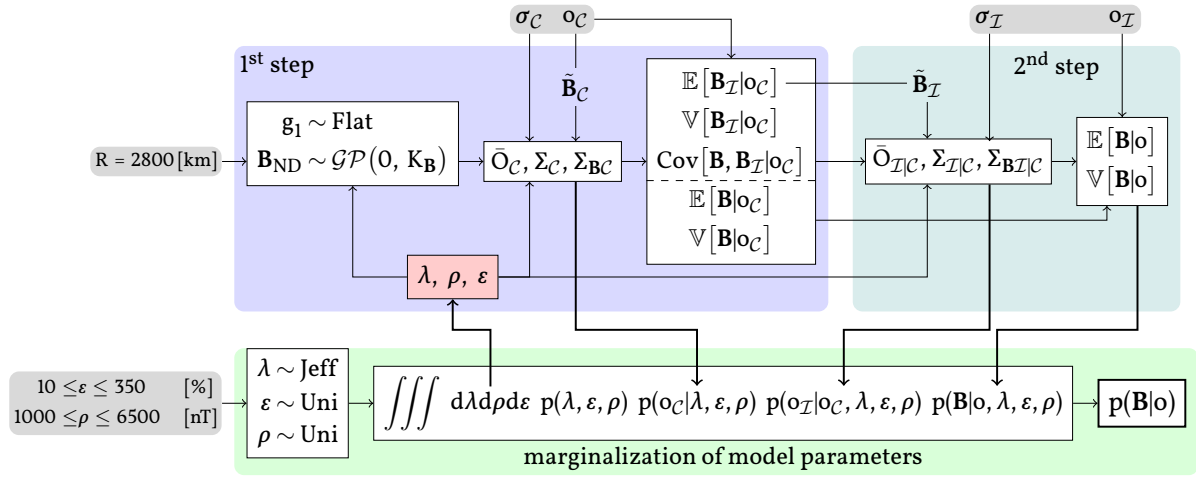 σ_𝒞 o_𝒞
σ_ℐ o_ℐ
1st step
2nd step
B̃_𝒞
𝔼[B_ℐ|o_𝒞]
𝕍[B_ℐ|o_𝒞]
Cov[B, B_ℐ|o_𝒞]
𝔼[B|o_𝒞]
𝕍[B|o_𝒞]
B̃_ℐ
R = 2800 [km]
g₁ ∼ Flat
B_ND ∼ 𝒢𝒫(0, K_B)
Ō_𝒞, Σ_𝒞, Σ_B𝒞
Ō_ℐ|C, Σ_ℐ|C, Σ_Bℐ|C
𝔼[B|o]
𝕍[B|o]
λ, ρ, ε
10 ≤ε ≤ 350 [%]
1000 ≤ρ ≤ 6500 [nT]
λ ∼ Jeff
ε ∼ Uni
ρ ∼ Uni
∫∫∫ dλdρdε p(λ, ε, ρ) p(o_𝒞|λ, ε, ρ) p(o_ℐ|o_𝒞, λ, ε, ρ) p(B|o, λ, ε, ρ)
p(B|o)
marginalization of model parameters